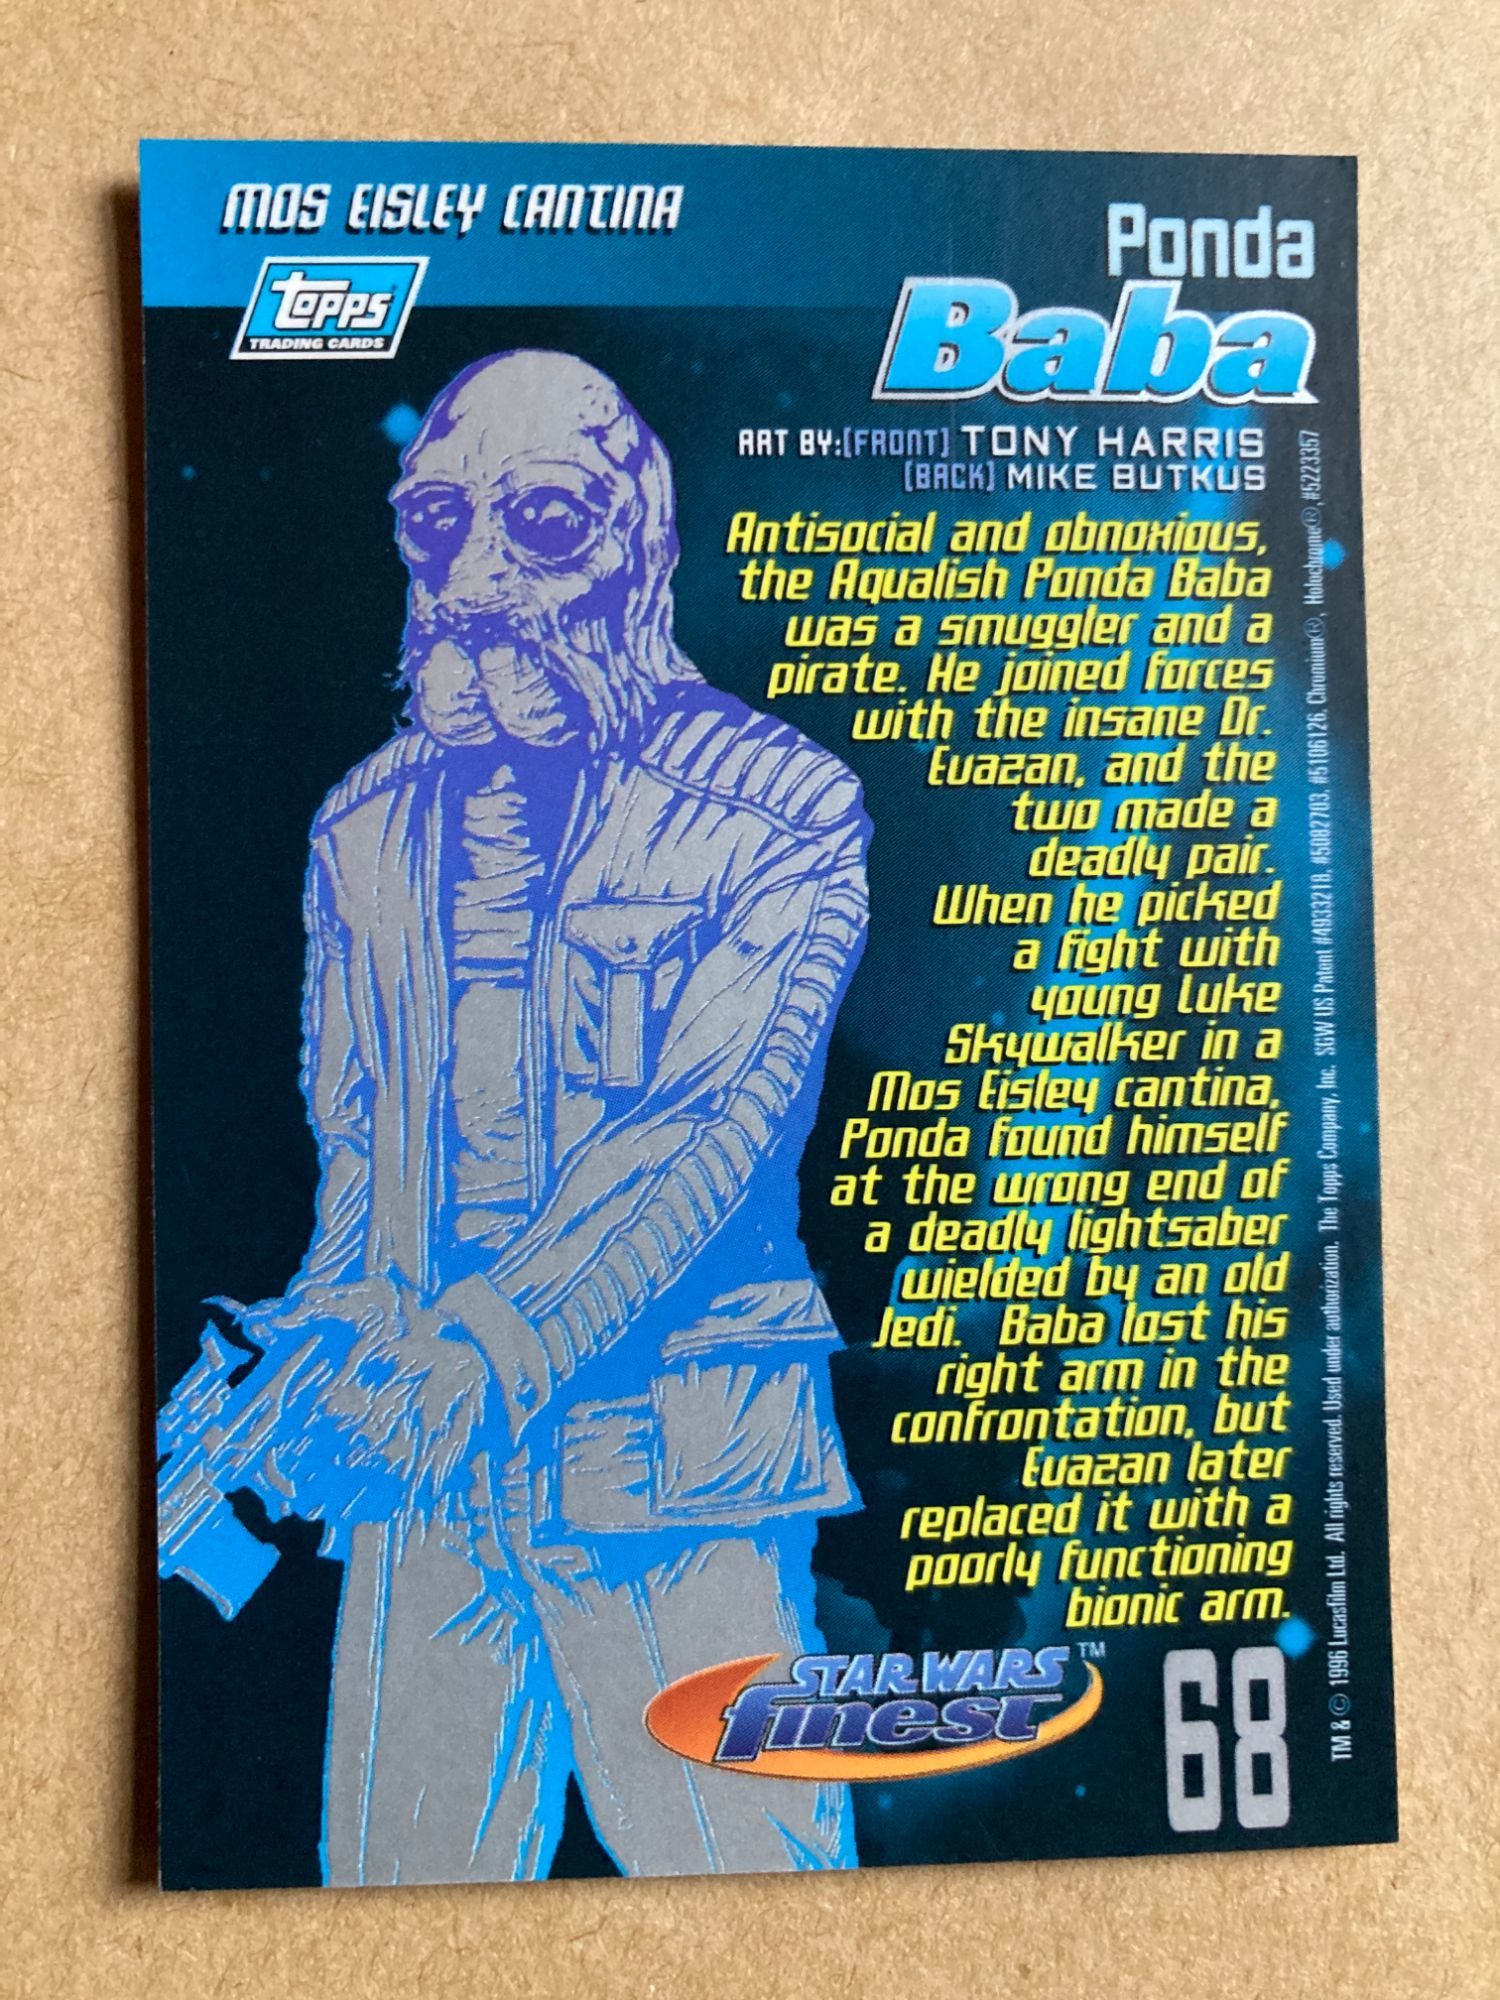 MOS EISLEY CANTINA
Topps
TRADING CARDS
Ponda
Baba
ART BY:[FRONT] TONY HARRIS
[BACK] MIKE BUTKUS
Antisocial and obnoxious,
the Aqualish Ponda Baba
was a smuggler and a
pirate. He joined forces
with the insane Dr.
Evazan, and the
two made a
deadly pair.
When he picked
a fight with
young Luke
Skywalker in a
Mos Eisley cantina,
Ponda found himself
at the wrong end of
a deadly lightsaber
wielded by an old
Jedi. Baba lost his
right arm in the
confrontation, but
Evazan later
replaced it with a
poorly functioning
bionic arm.
STAR WARS TM
finest
68
TM & © 1996 Lucasfilm Ltd. All rights reserved. Used under authorization. The Topps Company, Inc. SGW US Patent #4933218, #5082703, #5106126, Chromium®, Holochrome®, #5223357